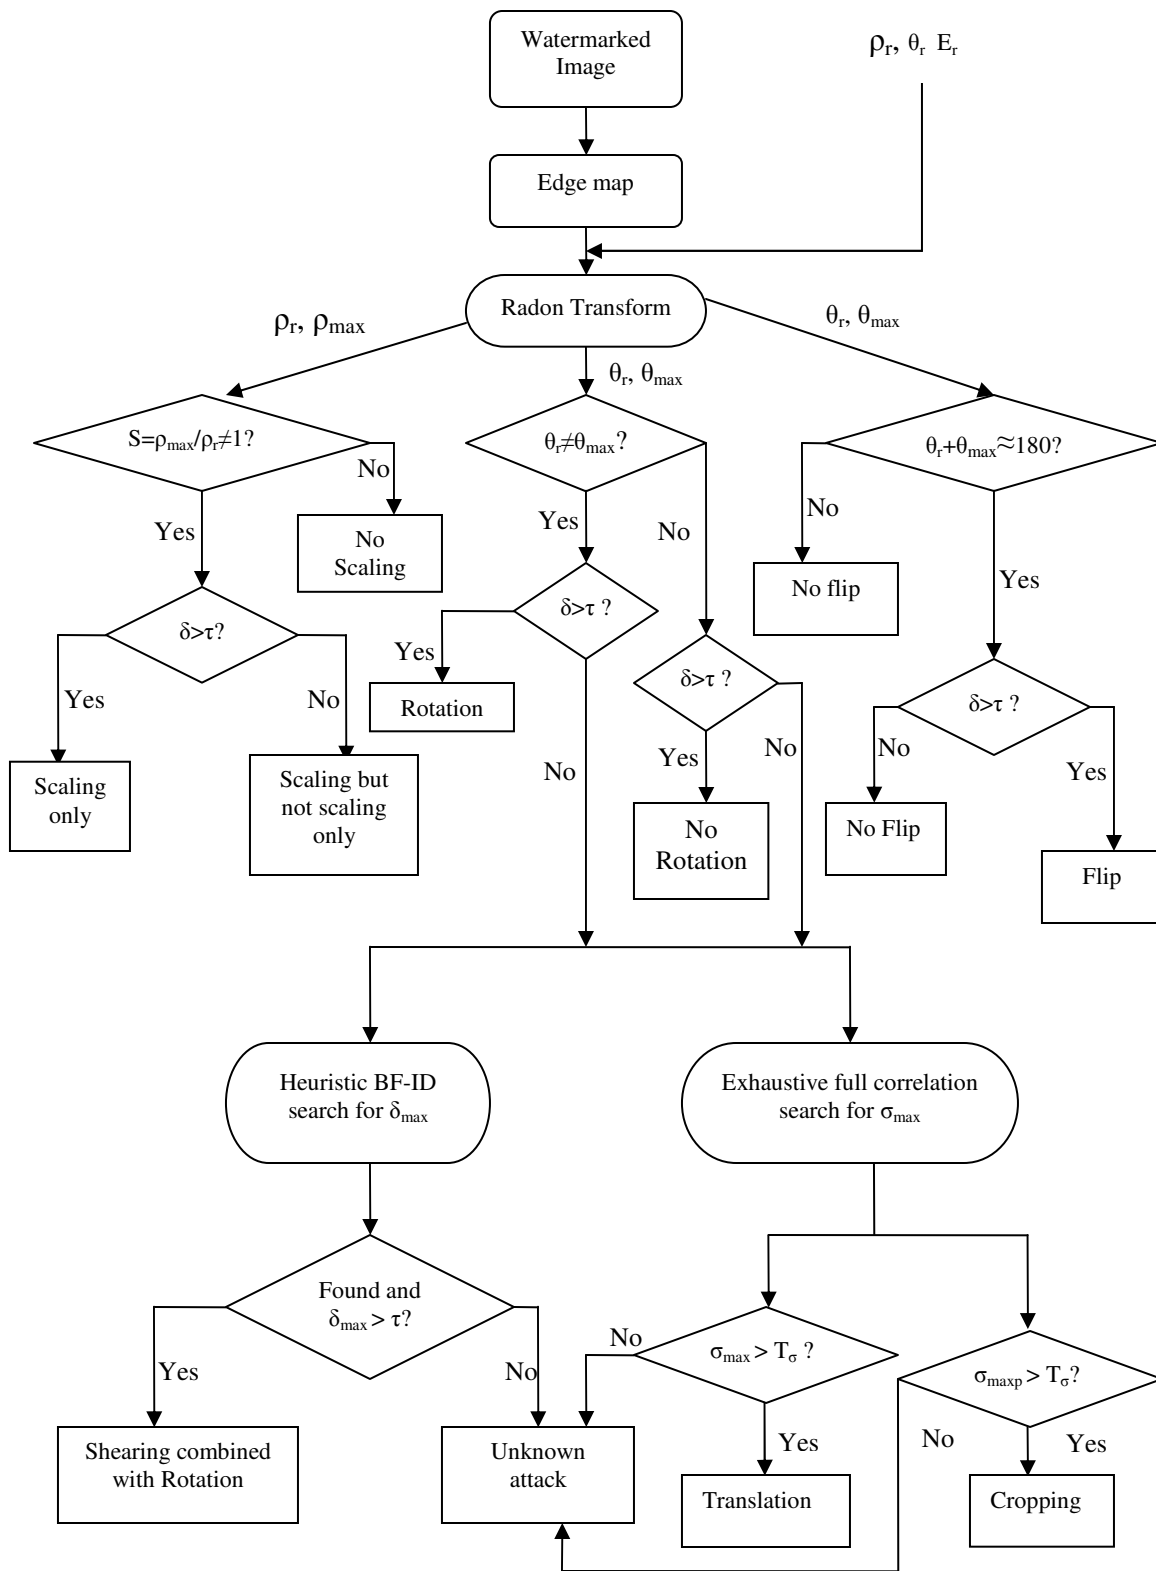 Watermarked
Image
ρr, θr Er
Edge map
Radon Transform
ρr, ρmax
θr, θmax
θr, θmax
S=ρmax/ρr≠1?
θr≠θmax?
θr+θmax≈180?
No
Yes
Yes
No
No
Yes
No
Scaling
No flip
δ>τ?
δ>τ ?
δ>τ ?
δ>τ ?
Yes
No
Yes
Rotation
No
Yes
No
No
Yes
Scaling
only
Scaling but
not scaling
only
No
Rotation
No Flip
Flip
Heuristic BF-ID
search for δmax
Exhaustive full correlation
search for σmax
Found and
δmax > τ?
No
σmax > Tσ ?
σmaxp > Tσ?
Yes
No
Yes
No
Yes
Shearing combined
with Rotation
Unknown
attack
Translation
Cropping